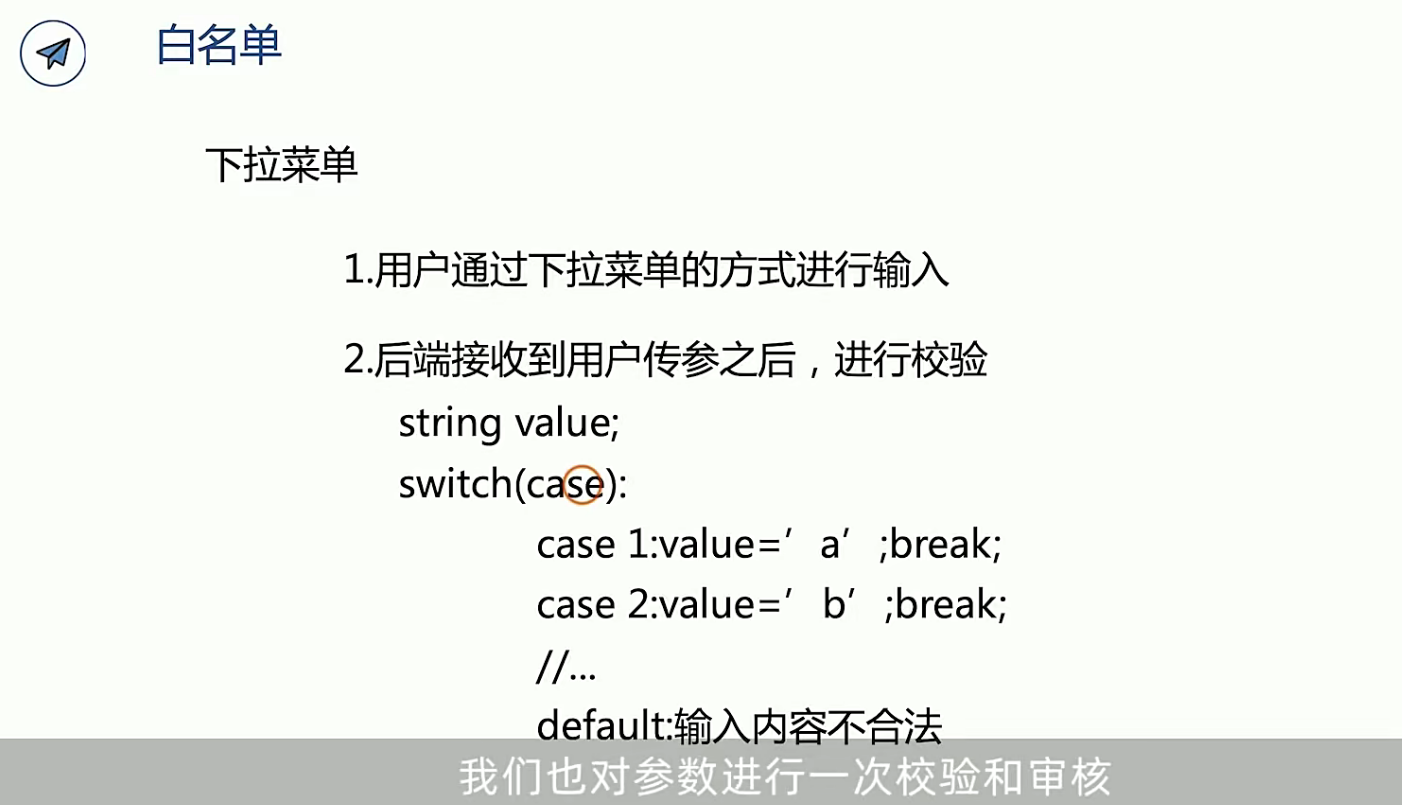 白名单
下拉菜单
1.用户通过下拉菜单的方式进行输入
2.后端接收到用户传参之后，进行校验
string value;
switch(case):
case 1:value=′a′;break;
case 2:value=′b′;break;
//...
default:输入内容不合法
我们也对参数进行一次校验和审核